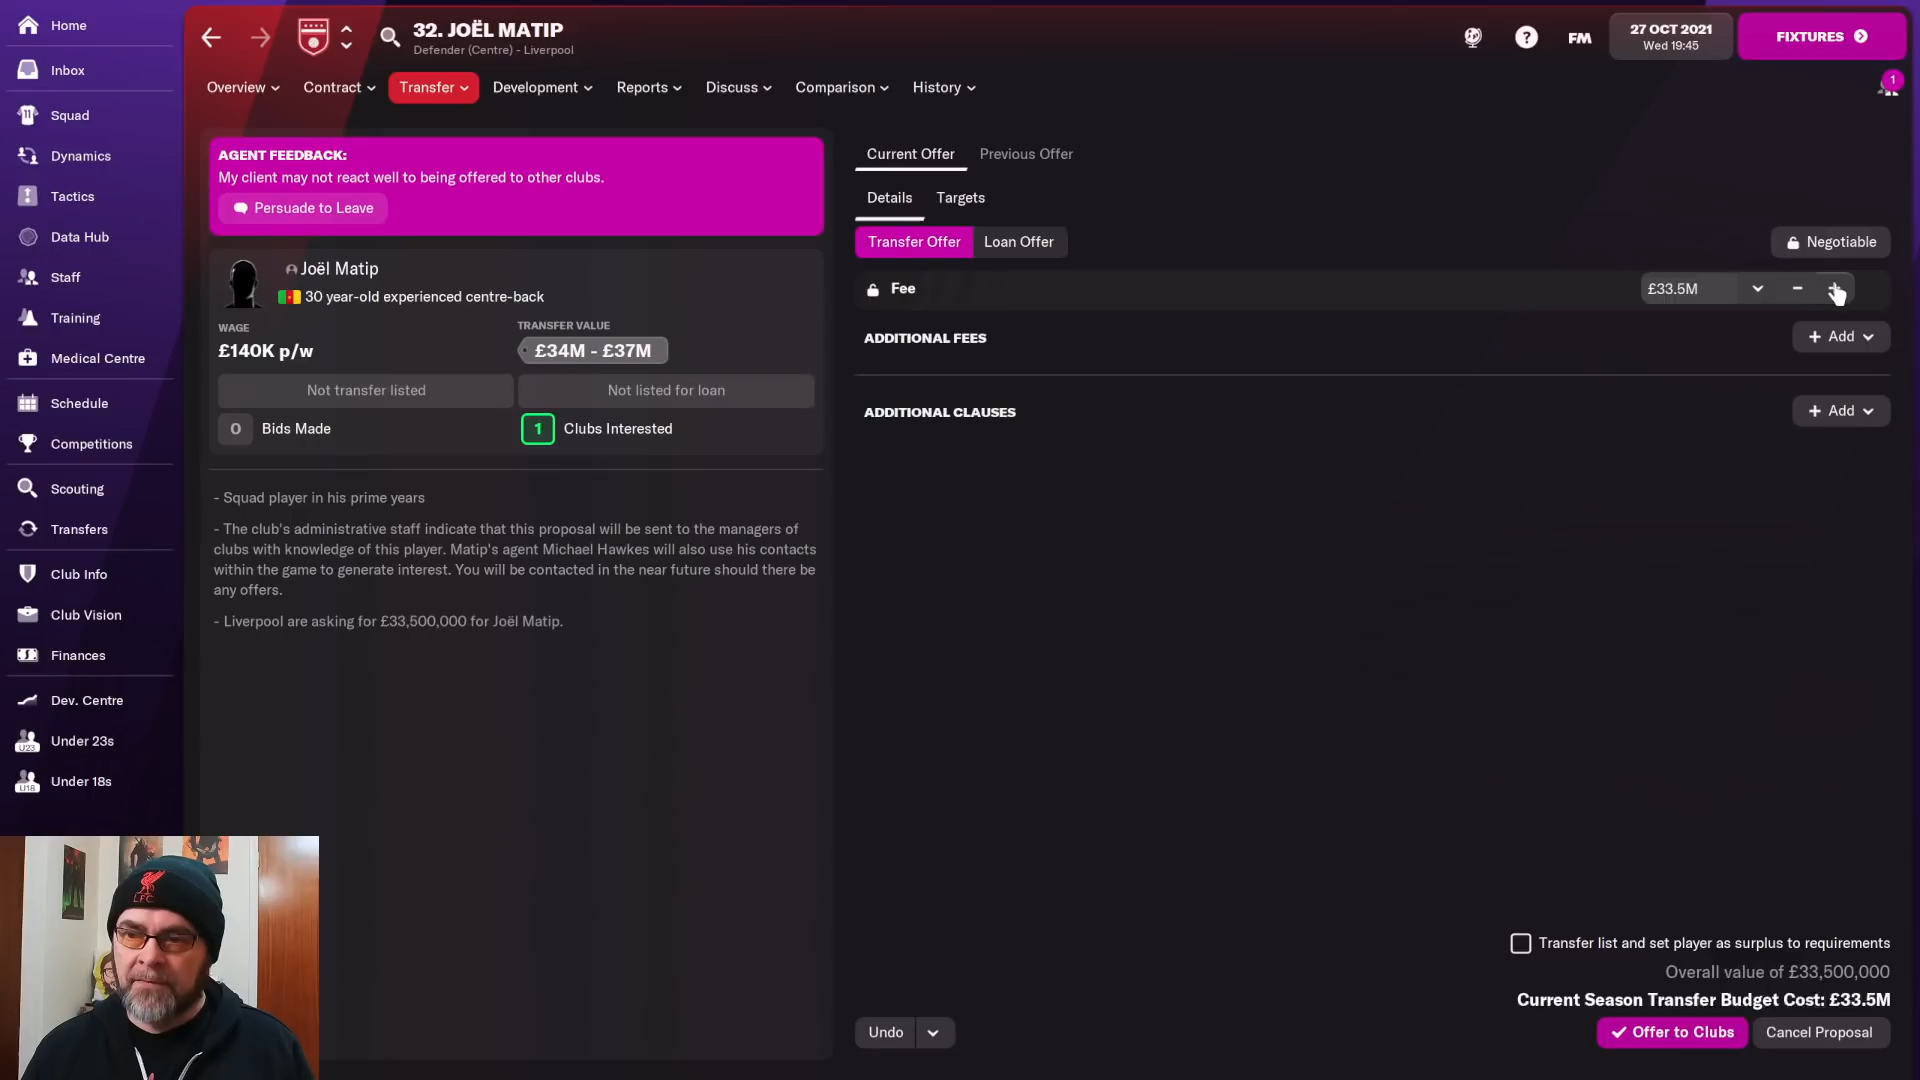 Home
Inbox
Squad
Dynamics
Tactics
Data Hub
Staff
Training
Medical Centre
Schedule
Competitions
Scouting
Transfers
Club Info
Club Vision
Finances
Dev. Centre
U23
Under 23s
U18
Under 18s
32. JOËL MATIP
Defender (Centre) - Liverpool
?
FM
27 OCT 2021
Wed 19:45
FIXTURES
1
Overview
Contract
Transfer
Development
Reports
Discuss
Comparison
History
AGENT FEEDBACK:
My client may not react well to being offered to other clubs.
Persuade to Leave
Joël Matip
30 year-old experienced centre-back
WAGE
TRANSFER VALUE
£140K p/w
£34M - £37M
Not transfer listed
Not listed for loan
0 Bids Made
1 Clubs Interested
- Squad player in his prime years
- The club's administrative staff indicate that this proposal will be sent to the managers of
clubs with knowledge of this player. Matip's agent Michael Hawkes will also use his contacts
within the game to generate interest. You will be contacted in the near future should there be
any offers.
- Liverpool are asking for £33,500,000 for Joël Matip.
Current Offer
Previous Offer
Details
Targets
Transfer Offer
Loan Offer
Negotiable
Fee
£33.5M
ADDITIONAL FEES
+ Add
ADDITIONAL CLAUSES
+ Add
Transfer list and set player as surplus to requirements
Overall value of £33,500,000
Current Season Transfer Budget Cost: £33.5M
Undo
Offer to Clubs
Cancel Proposal
L.F.C.